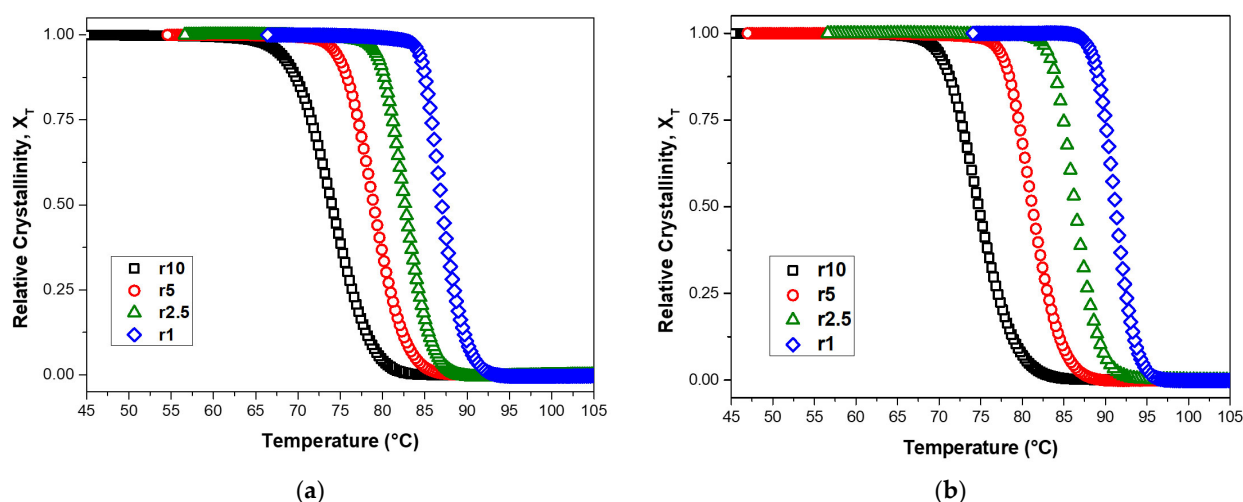 Relative Crystallinity, X_T
1.00
0.75
0.50
0.25
0.00
r10
r5
r2.5
r1
45 50 55 60 65 70 75 80 85 90 95 100 105
Temperature (°C)
(a)
Relative Crystallinity, X_T
1.00
0.75
0.50
0.25
0.00
r10
r5
r2.5
r1
45 50 55 60 65 70 75 80 85 90 95 100 105
Temperature (°C)
(b)